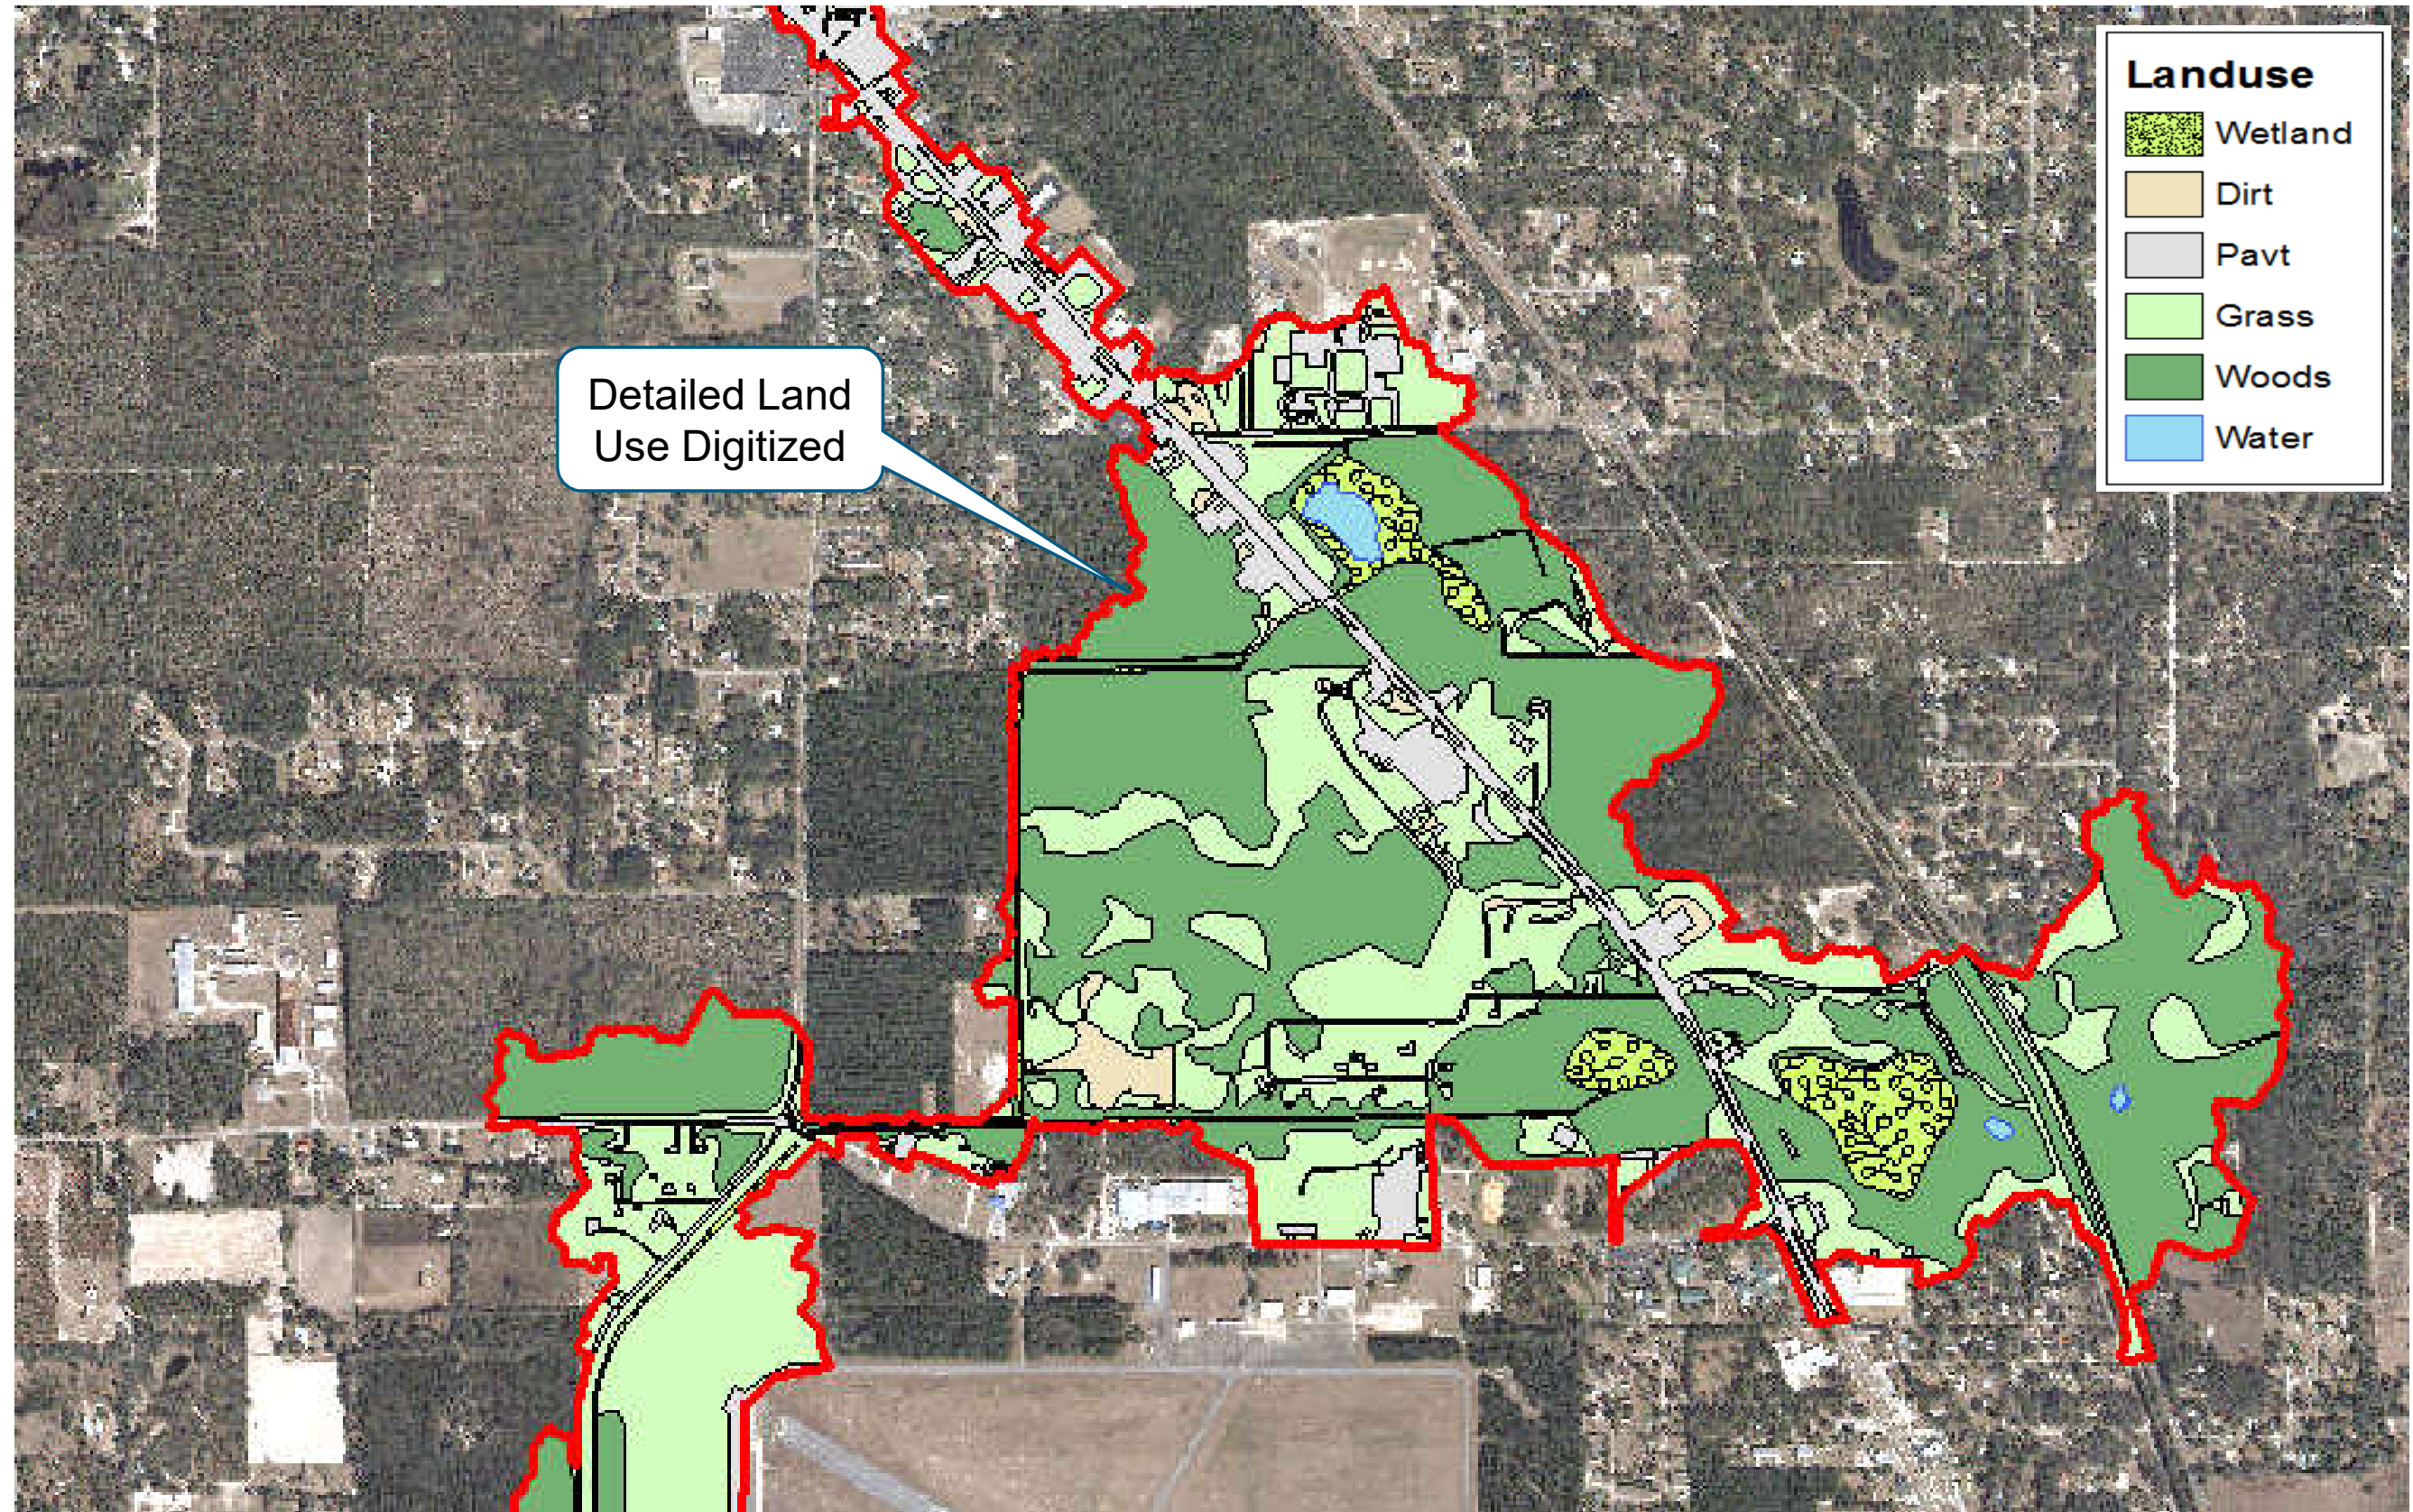 Landuse
Wetland
Dirt
Pavt
Grass
Woods
Water
Detailed Land
Use Digitized